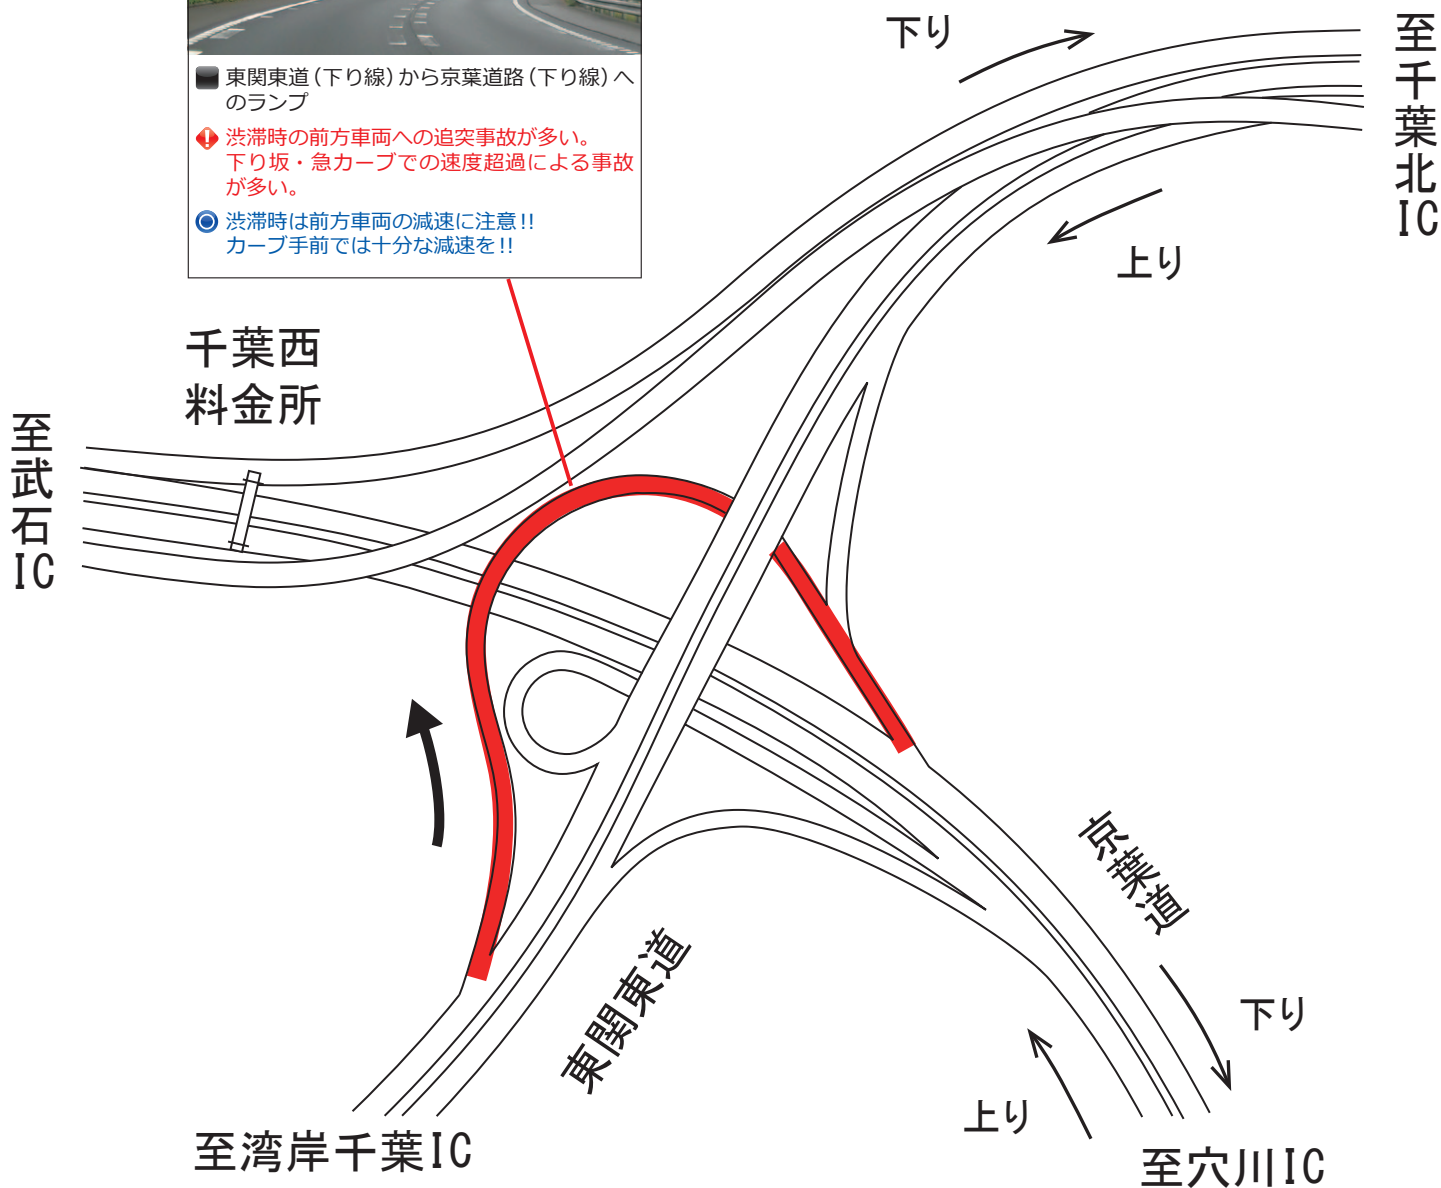 東関東道(下り線)から京葉道路(下り線)へ
のランプ
渋滞時の前方車両への追突事故が多い。
下り坂・急カーブでの速度超過による事故
が多い。
渋滞時は前方車両の減速に注意!!
カーブ手前では十分な減速を!!
下り
至千葉北IC
上り
千葉西
料金所
至武石IC
京葉道
東関東道
下り
上り
至湾岸千葉IC
至穴川IC